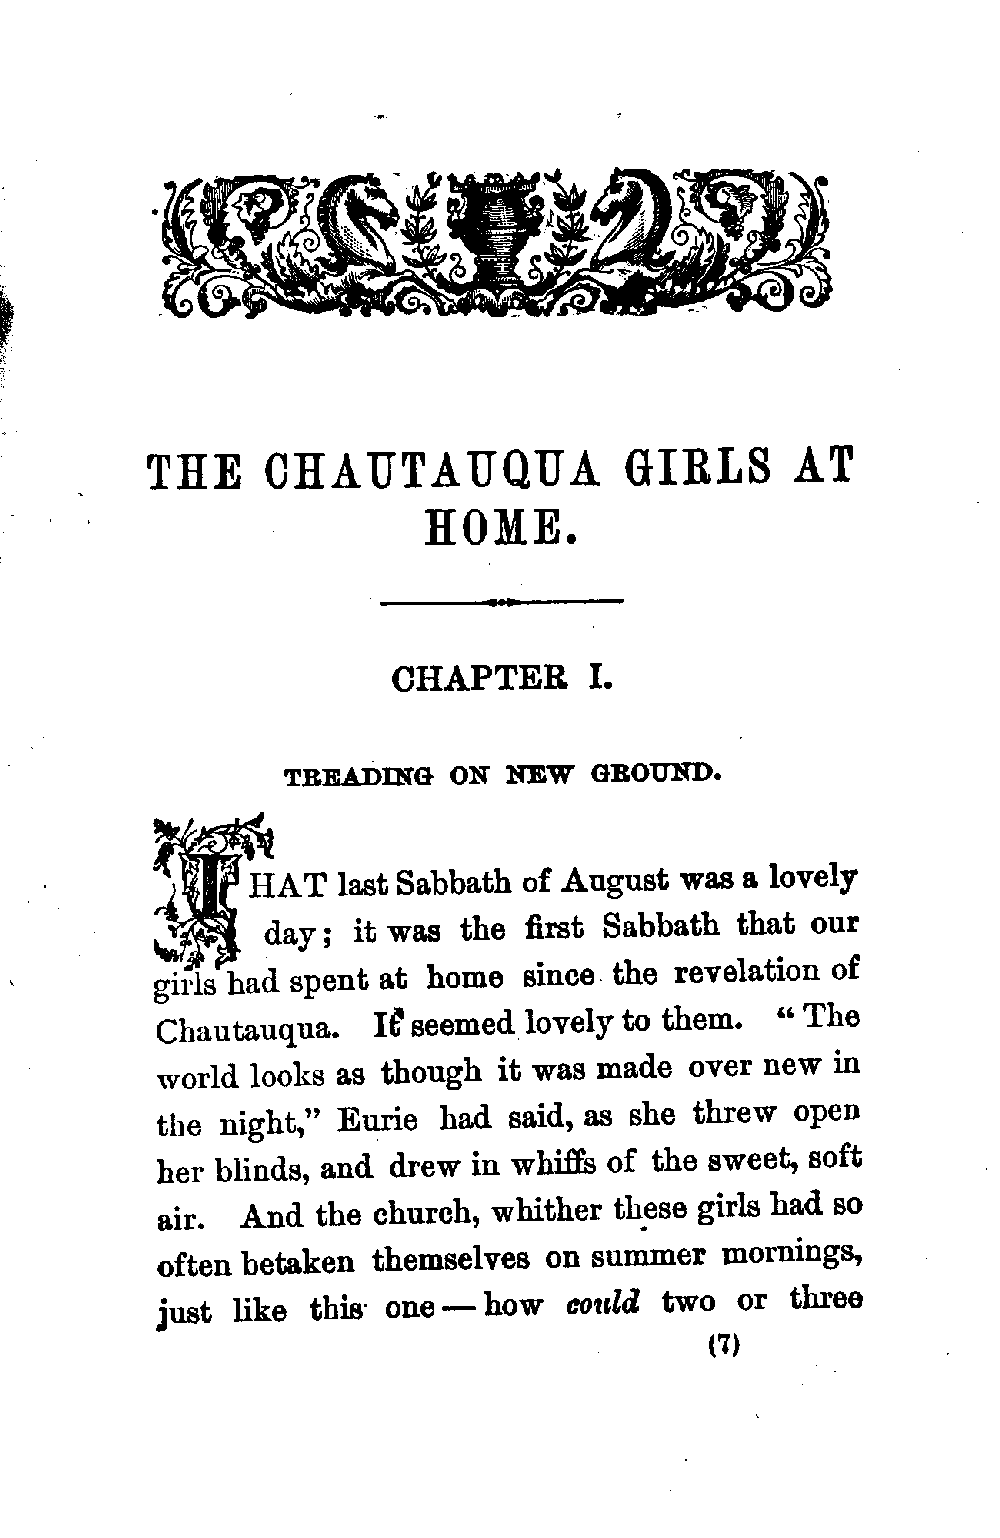 THE CHAUTAUQUA GIRLS AT
HOME.
CHAPTER I.
TREADING ON NEW GROUND.
THAT last Sabbath of August was a lovely
day; it was the first Sabbath that our
girls had spent at home since the revelation of
Chautauqua. It seemed lovely to them. “The
world looks as though it was made over new in
the night,” Eurie had said, as she threw open
her blinds, and drew in whiffs of the sweet, soft
air. And the church, whither these girls had so
often betaken themselves on summer mornings,
just like this one — how could two or three
(7)